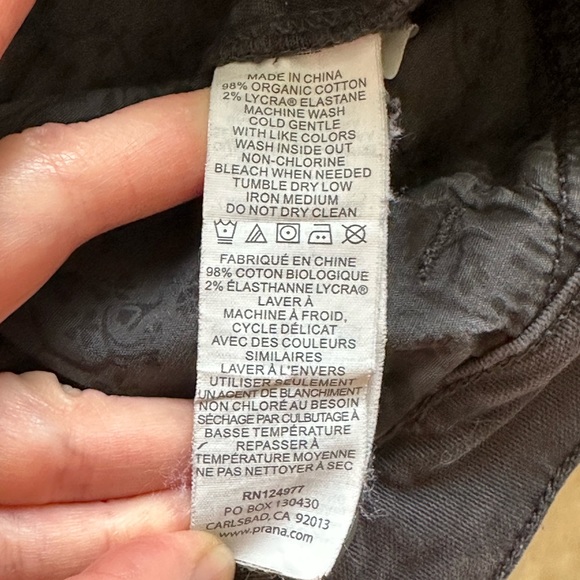 MADE IN CHINA
98% ORGANIC COTTON
2% LYCRA® ELASTANE
MACHINE WASH
COLD GENTLE
WITH LIKE COLORS
WASH INSIDE OUT
NON-CHLORINE
BLEACH WHEN NEEDED
TUMBLE DRY LOW
IRON MEDIUM
DO NOT DRY CLEAN
FABRIQUÉ EN CHINE
98% COTON BIOLOGIQUE
2% ÉLASTHANNE LYCRA®
LAVER À
MACHINE À FROID,
CYCLE DÉLICAT
AVEC DES COULEURS
SIMILAIRES
LAVER À L'ENVERS
UTILISER SEULEMENT
UN AGENT DE BLANCHIMENT
NON CHLORÉ AU BESOIN
SÉCHAGE PAR CULBUTAGE À
BASSE TEMPÉRATURE
REPASSER À
TEMPÉRATURE MOYENNE
NE PAS NETTOYER À SEC
RN124977
PO BOX 130430
CARLSBAD, CA 92013
www.prana.com